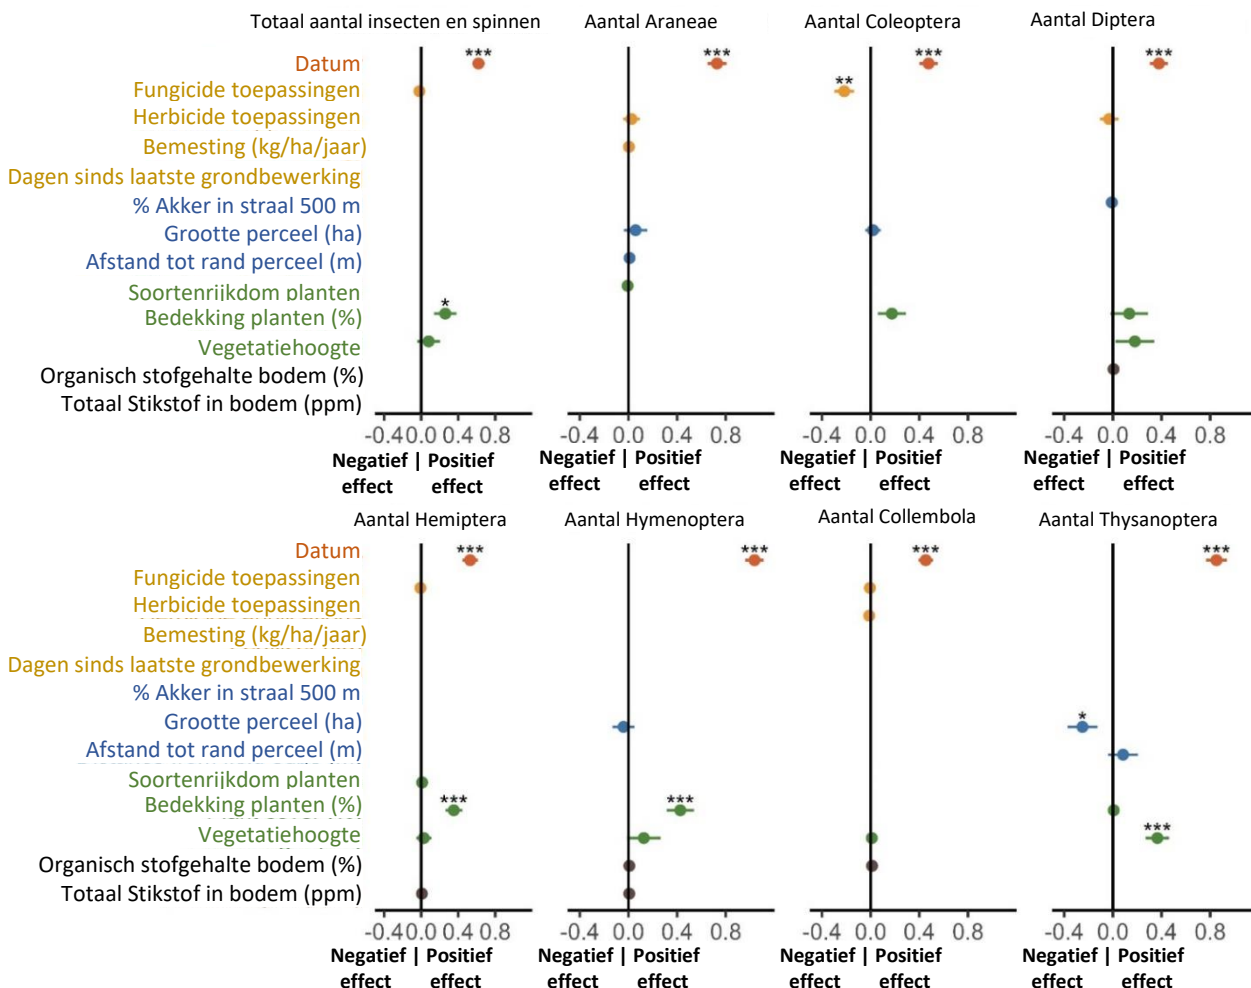 Totaal aantal insecten en spinnen
Aantal Araneae
Aantal Coleoptera
Aantal Diptera
Datum
Fungicide toepassingen
Herbicide toepassingen
Bemesting (kg/ha/jaar)
Dagen sinds laatste grondbewerking
% Akker in straal 500 m
Grootte perceel (ha)
Afstand tot rand perceel (m)
Soortenrijkdom planten
Bedekking planten (%)
Vegetatiehoogte
Organisch stofgehalte bodem (%)
Totaal Stikstof in bodem (ppm)
*** *** *** ***
**
*
-0.4 0.0 0.4 0.8 -0.4 0.0 0.4 0.8 -0.4 0.0 0.4 0.8 -0.4 0.0 0.4 0.8
Negatief | Positief Negatief | Positief Negatief | Positief Negatief | Positief
effect effect effect effect effect effect effect effect
Aantal Hemiptera
Aantal Hymenoptera
Aantal Collembola
Aantal Thysanoptera
Datum
Fungicide toepassingen
Herbicide toepassingen
Bemesting (kg/ha/jaar)
Dagen sinds laatste grondbewerking
% Akker in straal 500 m
Grootte perceel (ha)
Afstand tot rand perceel (m)
Soortenrijkdom planten
Bedekking planten (%)
Vegetatiehoogte
Organisch stofgehalte bodem (%)
Totaal Stikstof in bodem (ppm)
*** *** *** ***
*
*** ***
***
-0.4 0.0 0.4 0.8 -0.4 0.0 0.4 0.8 -0.4 0.0 0.4 0.8 -0.4 0.0 0.4 0.8
Negatief | Positief Negatief | Positief Negatief | Positief Negatief | Positief
effect effect effect effect effect effect effect effect